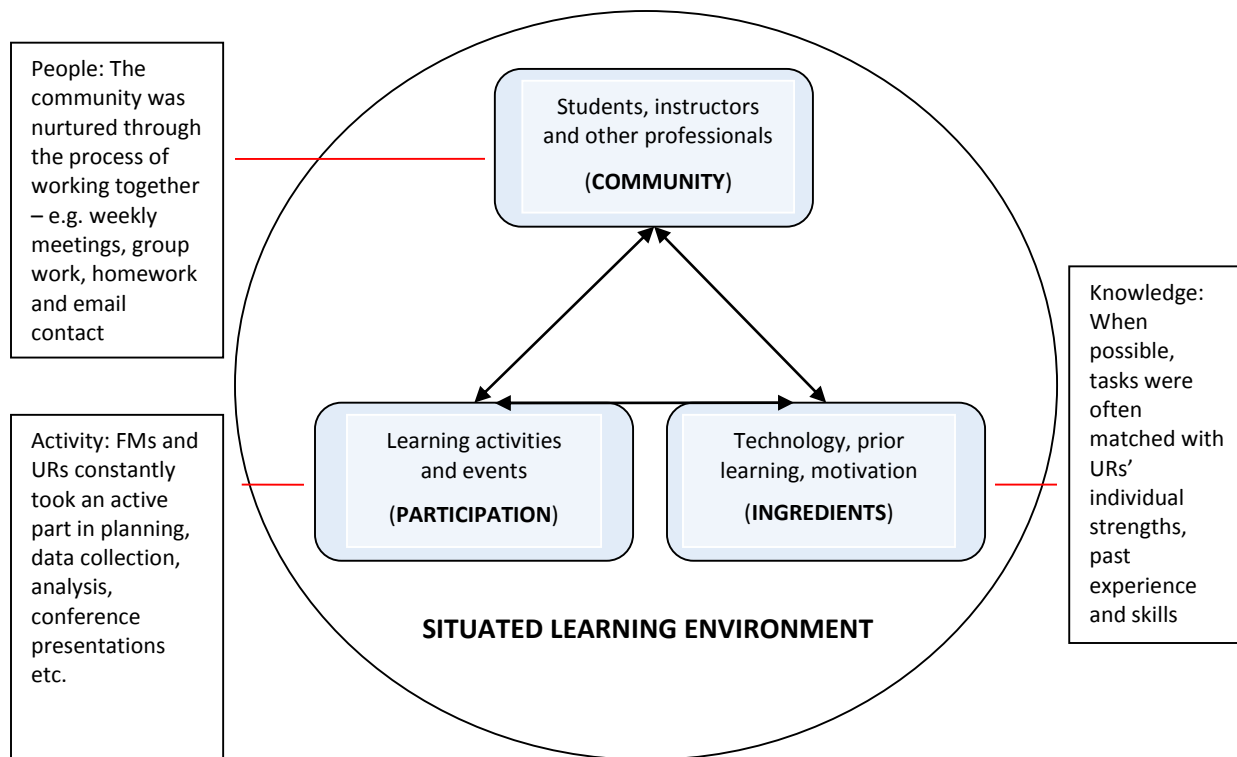 People: The
community was
nurtured through
the process of
working together
– e.g. weekly
meetings, group
work, homework
and email
contact
Students, instructors
and other professionals
(COMMUNITY)
Knowledge:
When
possible,
tasks were
often
matched with
URs’
individual
strengths,
past
experience
and skills
Activity: FMs and
URs constantly
took an active
part in planning,
data collection,
analysis,
conference
presentations
etc.
Learning activities
and events
(PARTICIPATION)
Technology, prior
learning, motivation
(INGREDIENTS)
SITUATED LEARNING ENVIRONMENT